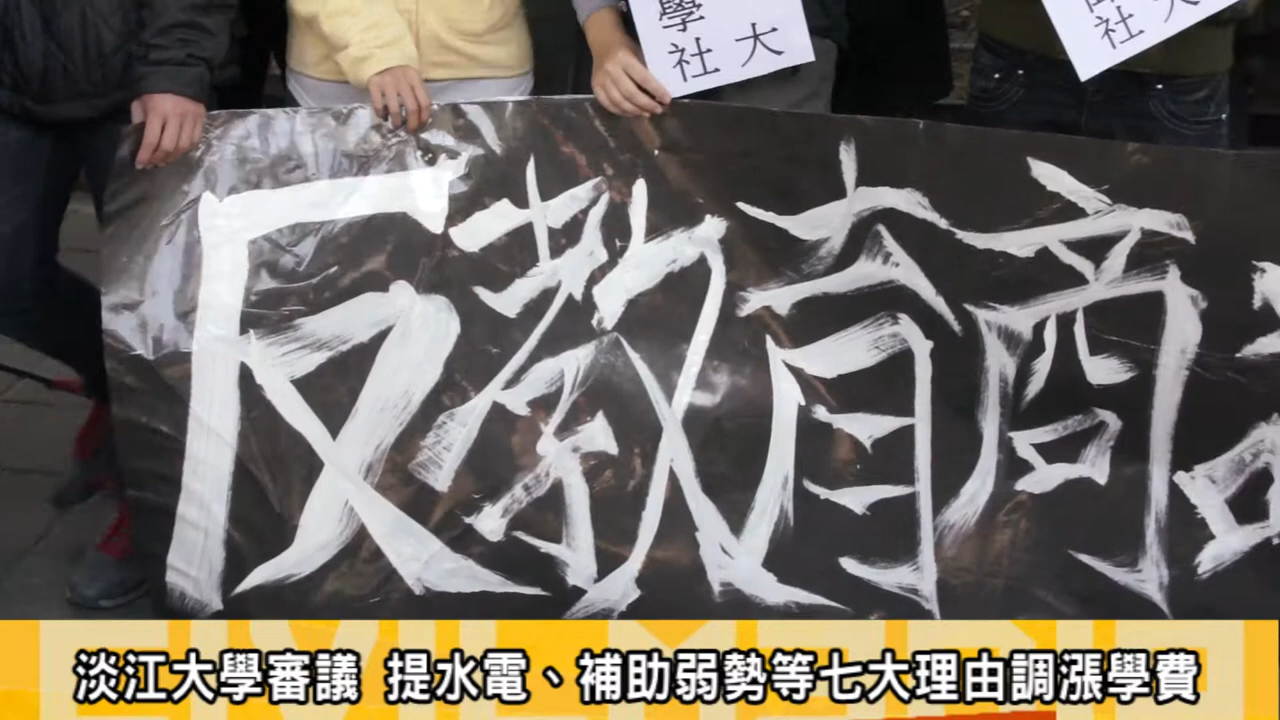 學社
大
社
大
反教育商
淡江大學審議 提水電、補助弱勢等七大理由調漲學費